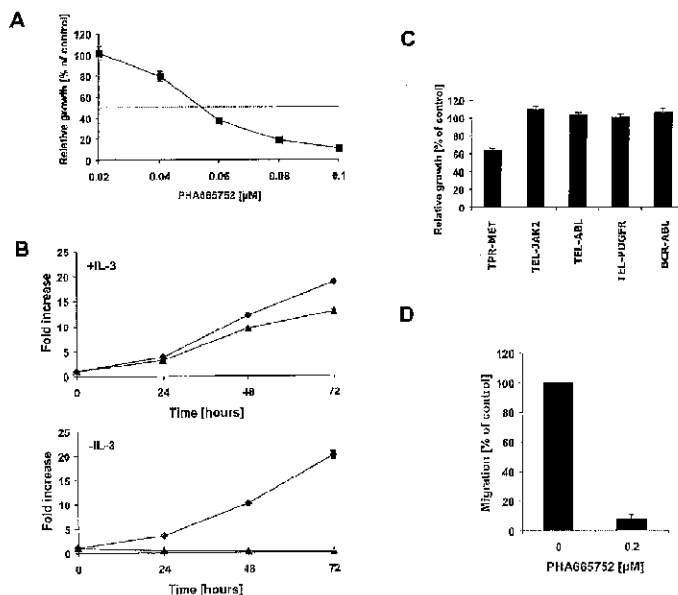 A
Relative growth [% of control]
120
100
80
60
40
20
0
0.02
0.04
0.06
0.08
0.1
PHA665752 [µM]
B
+IL-3
Fold increase
25
20
15
10
5
0
0
24
48
72
Time [hours]
-IL-3
Fold increase
25
20
15
10
5
0
0
24
48
72
Time [hours]
C
Relative growth [% of control]
120
100
80
60
40
20
0
TPR-MET
TEL-JAK2
TEL-ABL
TEL-PDGFR
BCR-ABL
D
Migration [% of control]
120
100
80
60
40
20
0
0
0.2
PHA665752 [µM]